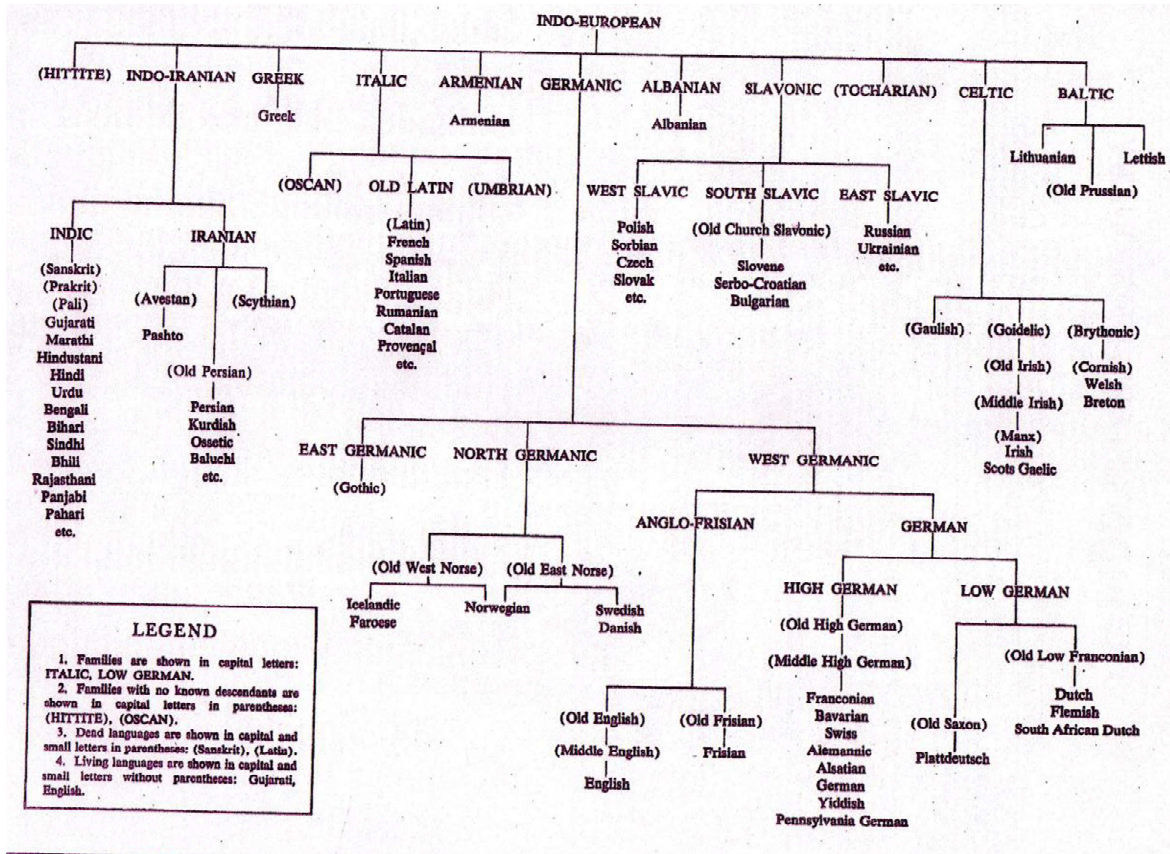 INDO-EUROPEAN
(HITTITE) INDO-IRANIAN GREEK ITALIC ARMENIAN GERMANIC ALBANIAN SLAVONIC (TOCHARIAN) CELTIC BALTIC
Greek
Armenian
Albanian
Lithuanian
Lettish
(Old Prussian)
(OSCAN) OLD LATIN (UMBRIAN)
(Latin)
French
Spanish
Italian
Portuguese
Rumanian
Catalan
Provençal
etc.
WEST SLAVIC
Polish
Sorbian
Czech
Slovak
etc.
SOUTH SLAVIC
(Old Church Slavonic)
Slovene
Serbo-Croatian
Bulgarian
EAST SLAVIC
Russian
Ukrainian
etc.
INDIC
(Sanskrit)
(Prakrit)
(Pali)
Gujarati
Marathi
Hindustani
Hindi
Urdu
Bengali
Bihari
Sindhi
Bhili
Rajasthani
Panjabi
Pahari
etc.
IRANIAN
(Avestan)
Pashto
(Scythian)
(Old Persian)
Persian
Kurdish
Ossetic
Baluchi
etc.
(Gaulish)
(Goidelic)
(Old Irish)
(Middle Irish)
(Manx)
Irish
Scots Gaelic
(Brythonic)
(Cornish)
Welsh
Breton
EAST GERMANIC
(Gothic)
NORTH GERMANIC
(Old West Norse)
Icelandic
Faroese
(Old East Norse)
Norwegian
Swedish
Danish
WEST GERMANIC
ANGLO-FRISIAN
(Old English)
(Middle English)
English
(Old Frisian)
Frisian
GERMAN
HIGH GERMAN
(Old High German)
(Middle High German)
Franconian
Bavarian
Swiss
Alemannic
Alsatian
German
Yiddish
Pennsylvania German
LOW GERMAN
(Old Saxon)
Plattdeutsch
(Old Low Franconian)
Dutch
Flemish
South African Dutch
LEGEND
1. Families are shown in capital letters:
ITALIC, LOW GERMAN.
2. Families with no known descendants are
shown in capital letters in parentheses:
(HITTITE), (OSCAN).
3. Dead languages are shown in capital and
small letters in parentheses: (Sanskrit), (Latin).
4. Living languages are shown in capital and
small letters without parentheses: Gujarati,
English.